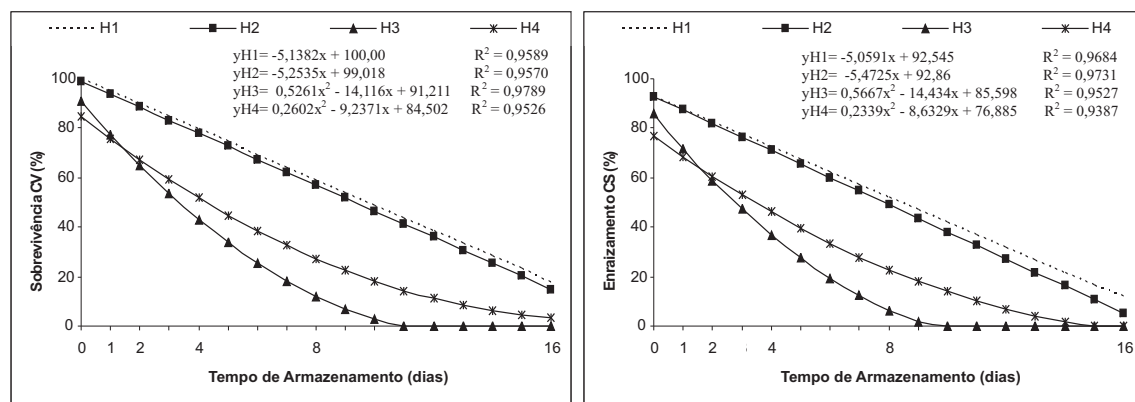 H1 H2 H3 H4
yH1= -5,1382x + 100,00 R² = 0,9589
yH2= -5,2535x + 99,018 R² = 0,9570
yH3= 0,5261x² - 14,116x + 91,211 R² = 0,9789
yH4= 0,2602x² - 9,2371x + 84,502 R² = 0,9526
100
80
60
40
20
0
Sobrevivência CV (%)
0 1 2 4 8 16
Tempo de Armazenamento (dias)
H1 H2 H3 H4
yH1= -5,0591x + 92,545 R² = 0,9684
yH2= -5,4725x + 92,86 R² = 0,9731
yH3= 0,5667x² - 14,434x + 85,598 R² = 0,9527
yH4= 0,2339x² - 8,6329x + 76,885 R² = 0,9387
100
80
60
40
20
0
Enraizamento CS (%)
0 1 2 4 8 16
Tempo de Armazenamento (dias)